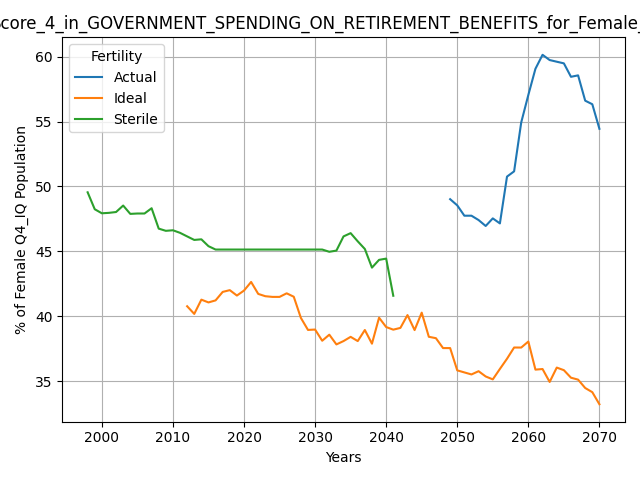 core_4_in_GOVERNMENT_SPENDING_ON_RETIREMENT_BENEFITS_for_Female_
Fertility
Actual
Ideal
Sterile
% of Female Q4_IQ Population
60
55
50
45
40
35
2000 2010 2020 2030 2040 2050 2060 2070
Years